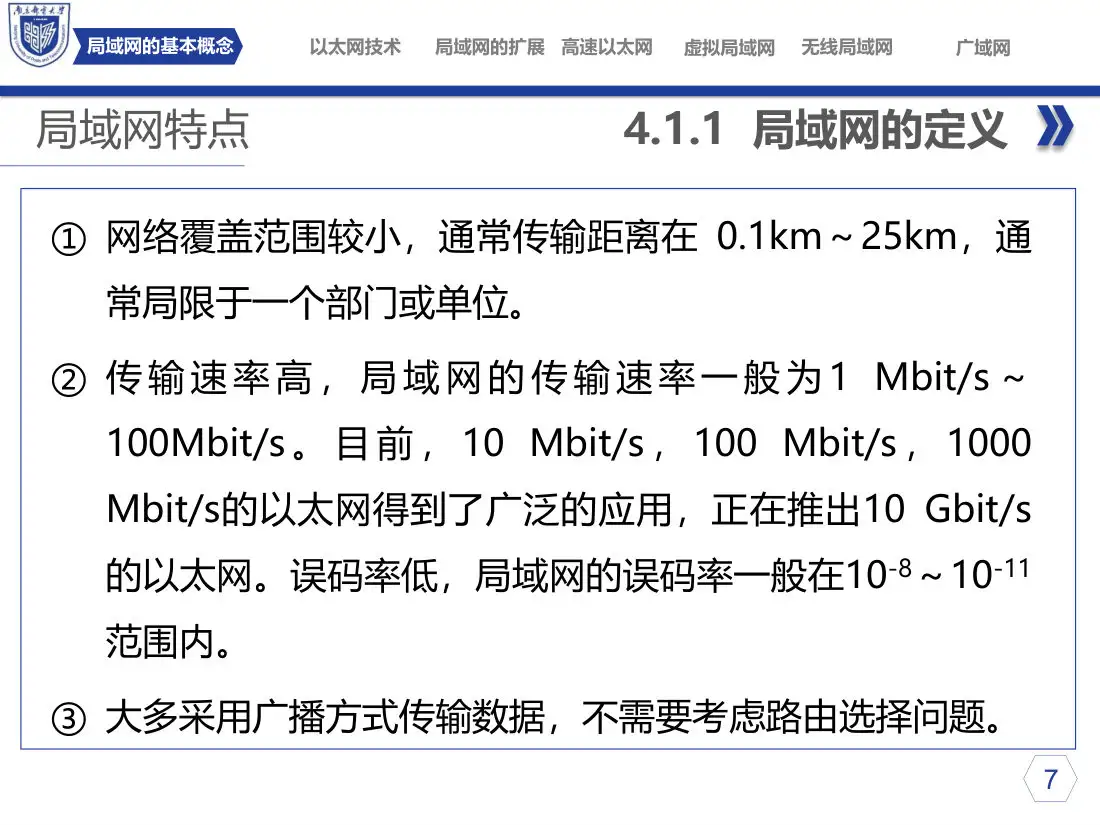 南京邮电大学
局域网的基本概念
以太网技术
局域网的扩展
高速以太网
虚拟局域网
无线局域网
广域网
局域网特点
4.1.1 局域网的定义
① 网络覆盖范围较小，通常传输距离在 0.1km～25km，通
常局限于一个部门或单位。
② 传输速率高，局域网的传输速率一般为1 Mbit/s～
100Mbit/s。目前，10 Mbit/s，100 Mbit/s，1000
Mbit/s的以太网得到了广泛的应用，正在推出10 Gbit/s
的以太网。误码率低，局域网的误码率一般在10⁻⁸～10⁻¹¹
范围内。
③ 大多采用广播方式传输数据，不需要考虑路由选择问题。
7